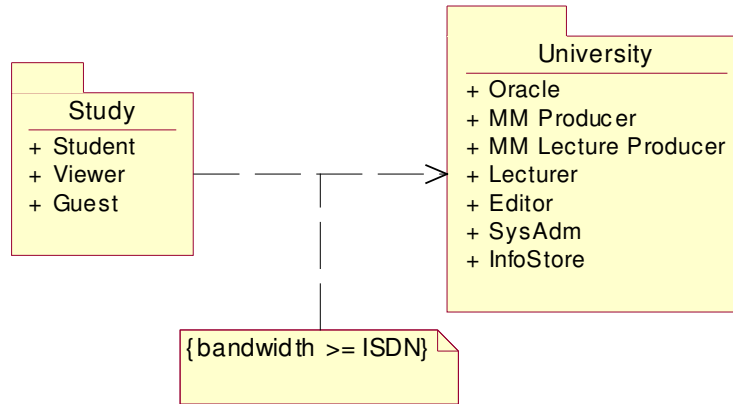 Study
+ Student
+ Viewer
+ Guest
University
+ Oracle
+ MM Producer
+ MM Lecture Producer
+ Lecturer
+ Editor
+ SysAdm
+ InfoStore
{bandwidth >= ISDN}